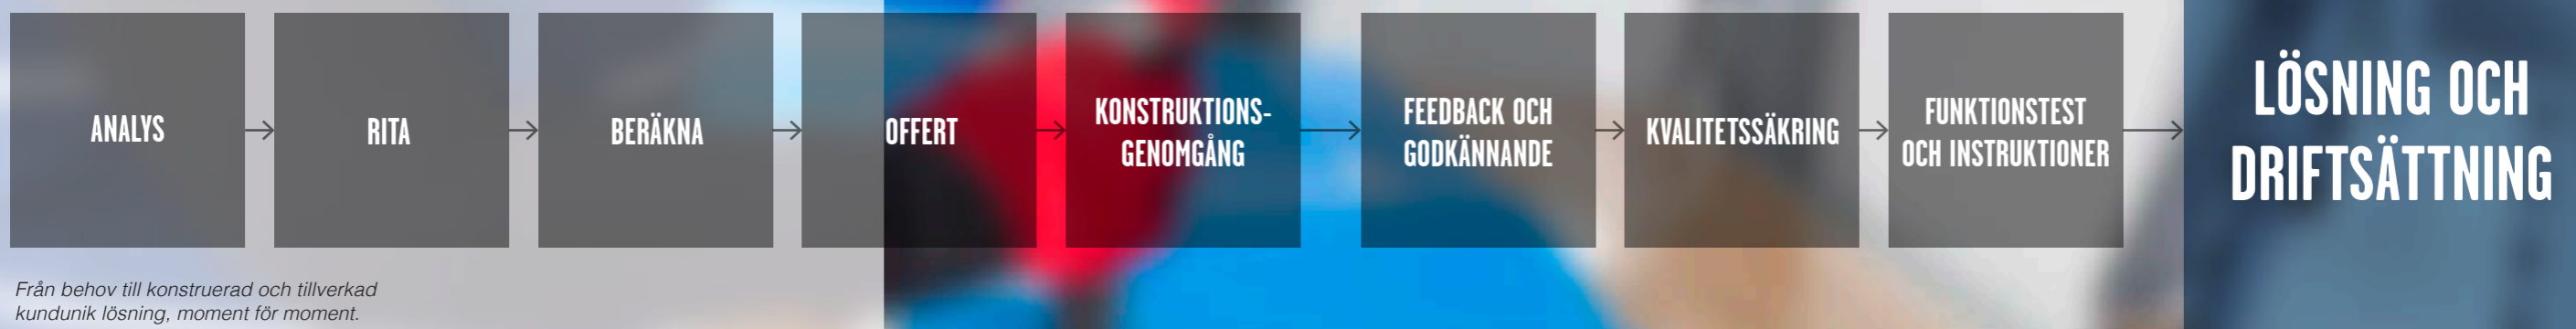 ANALYS
RITA
BERÄKNA
OFFERT
KONSTRUKTIONS-
GENOMGÅNG
FEEDBACK OCH
GODKÄNNANDE
KVALITETSSÄKRING
FUNKTIONSTEST
OCH INSTRUKTIONER
LÖSNING OCH
DRIFTSÄTTNING
Från behov till konstruerad och tillverkad
kundunik lösning, moment för moment.